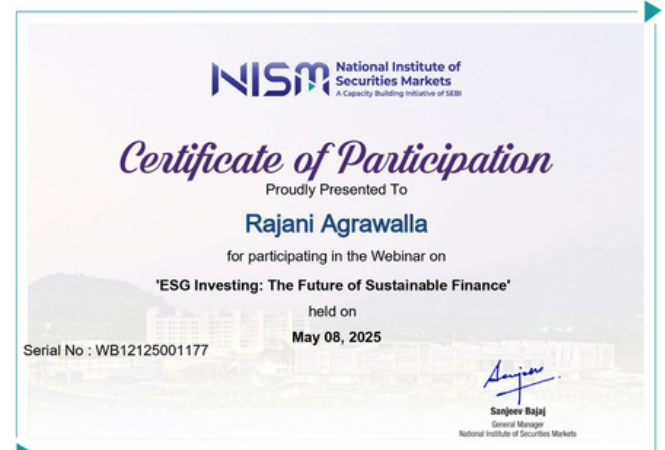 NISM
National Institute of
Securities Markets
A Capacity Building Initiative of SEBI
Certificate of Participation
Proudly Presented To
Rajani Agrawalla
for participating in the Webinar on
'ESG Investing: The Future of Sustainable Finance'
held on
May 08, 2025
Serial No : WB12125001177
Sanjeev
Sanjeev Bajaj
General Manager
National Institute of Securities Markets